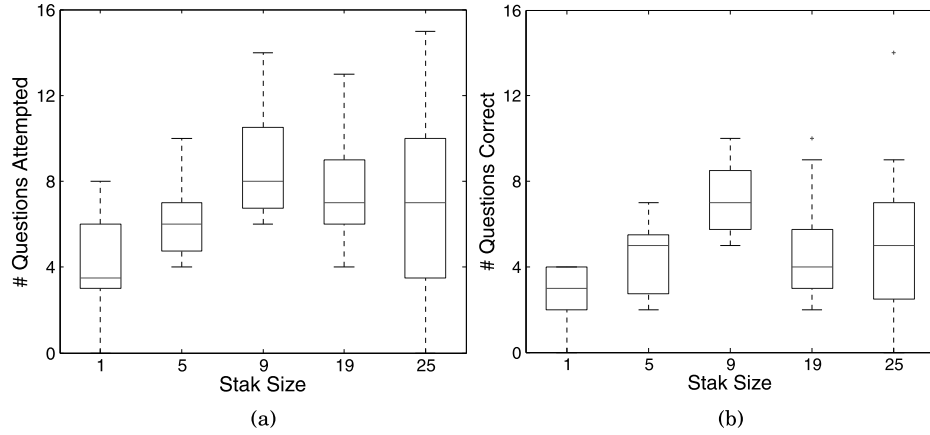 16
12
8
4
0
# Questions Attempted
1 5 9 19 25
Stak Size
(a)
16
12
8
4
0
# Questions Correct
1 5 9 19 25
Stak Size
(b)